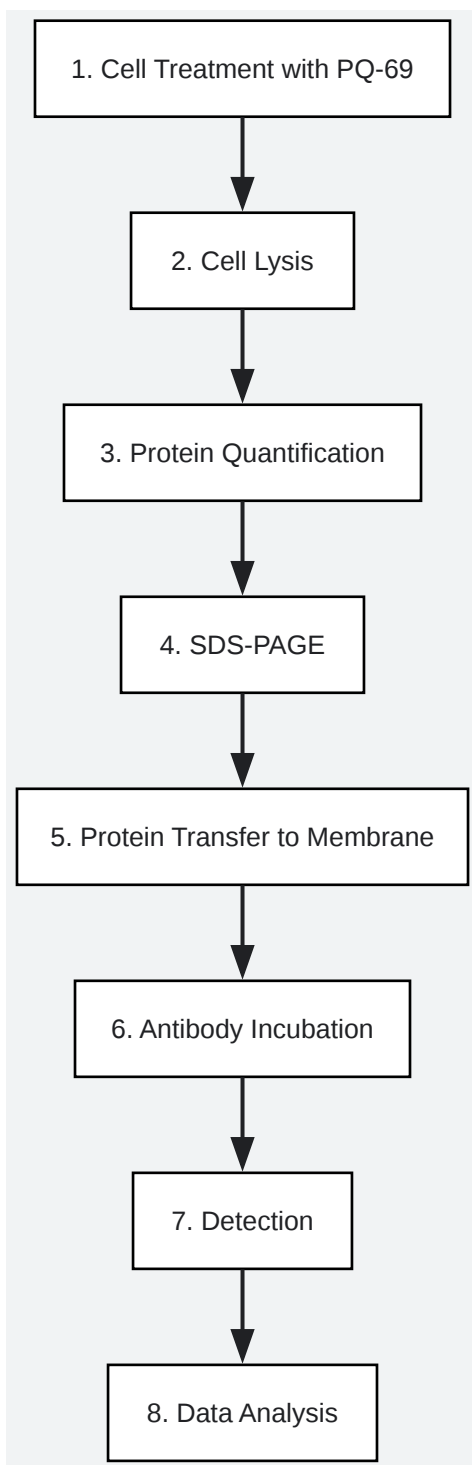 1. Cell Treatment with PQ-69
2. Cell Lysis
3. Protein Quantification
4. SDS-PAGE
5. Protein Transfer to Membrane
6. Antibody Incubation
7. Detection
8. Data Analysis